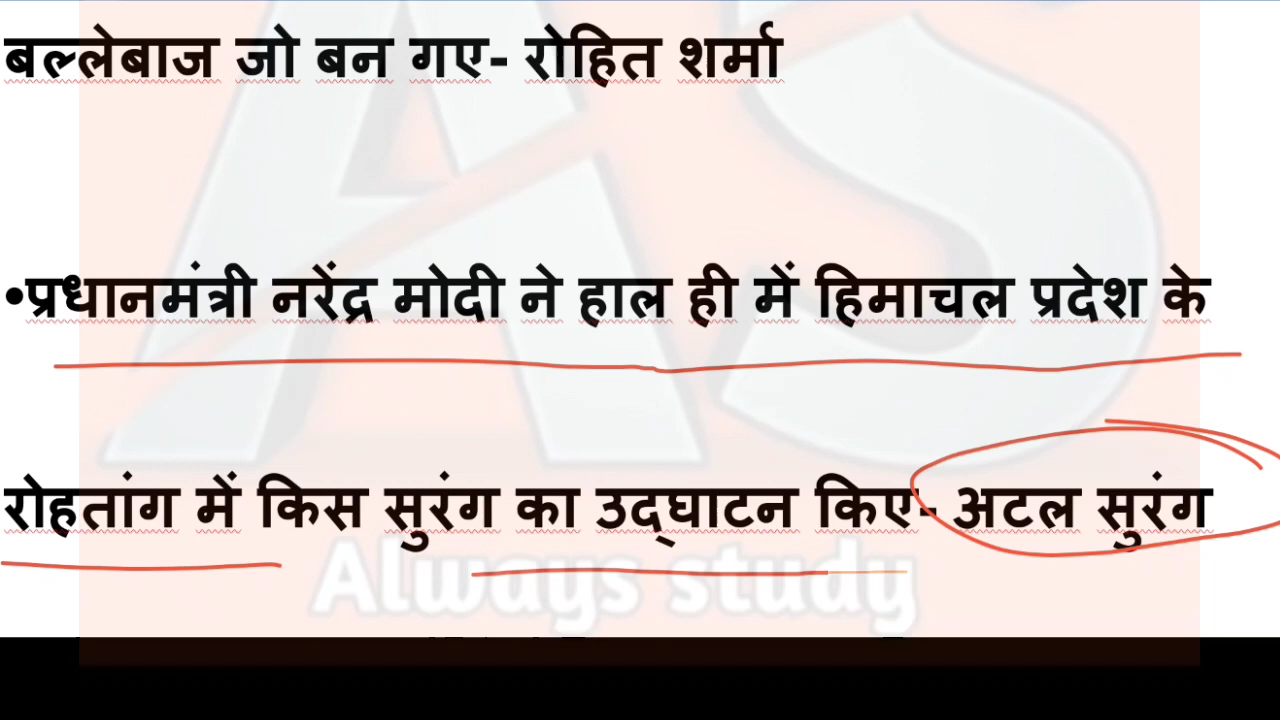 बल्लेबाज जो बन गए- रोहित शर्मा
•प्रधानमंत्री नरेंद्र मोदी ने हाल ही में हिमाचल प्रदेश के
रोहतांग में किस सुरंग का उद्घाटन किए- अटल सुरंग
Always study